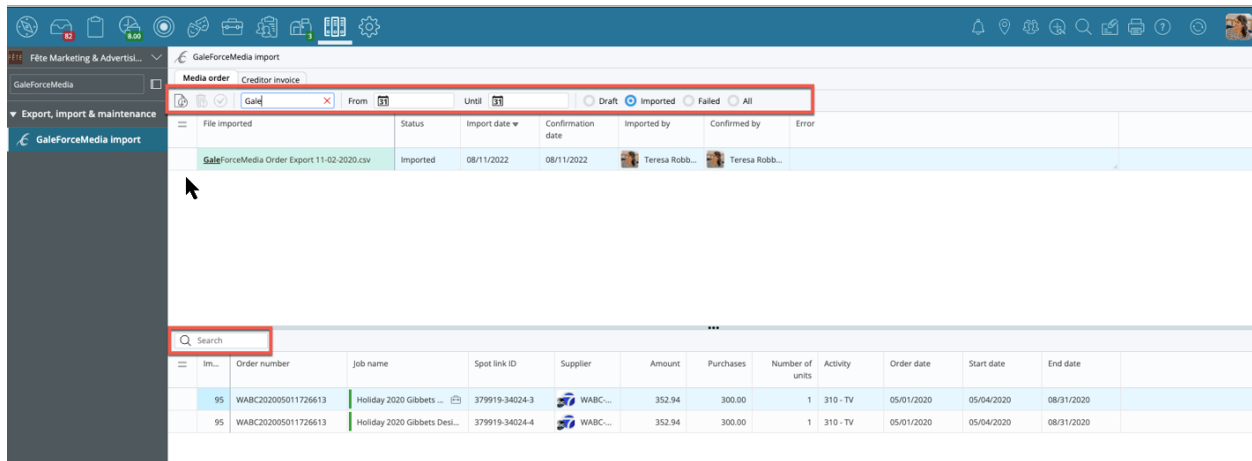 82
8.00
3
FÊTE Fête Marketing & Advertisi...
GaleForceMedia import
Media order Creditor invoice
GaleForceMedia
Gale From 31 Until 31 Draft Imported Failed All
Export, import & maintenance
GaleForceMedia import
File imported Status Import date Confirmation date Imported by Confirmed by Error
GaleForceMedia Order Export 11-02-2020.csv Imported 08/11/2022 08/11/2022 Teresa Robb... Teresa Robb...
Search
Im... Order number Job name Spot link ID Supplier Amount Purchases Number of units Activity Order date Start date End date
95 WABC202005011726613 Holiday 2020 Gibbets ... 379919-34024-3 WABC-... 352.94 300.00 1 310 - TV 05/01/2020 05/04/2020 08/31/2020
95 WABC202005011726613 Holiday 2020 Gibbets Desi... 379919-34024-4 WABC-... 352.94 300.00 1 310 - TV 05/01/2020 05/04/2020 08/31/2020